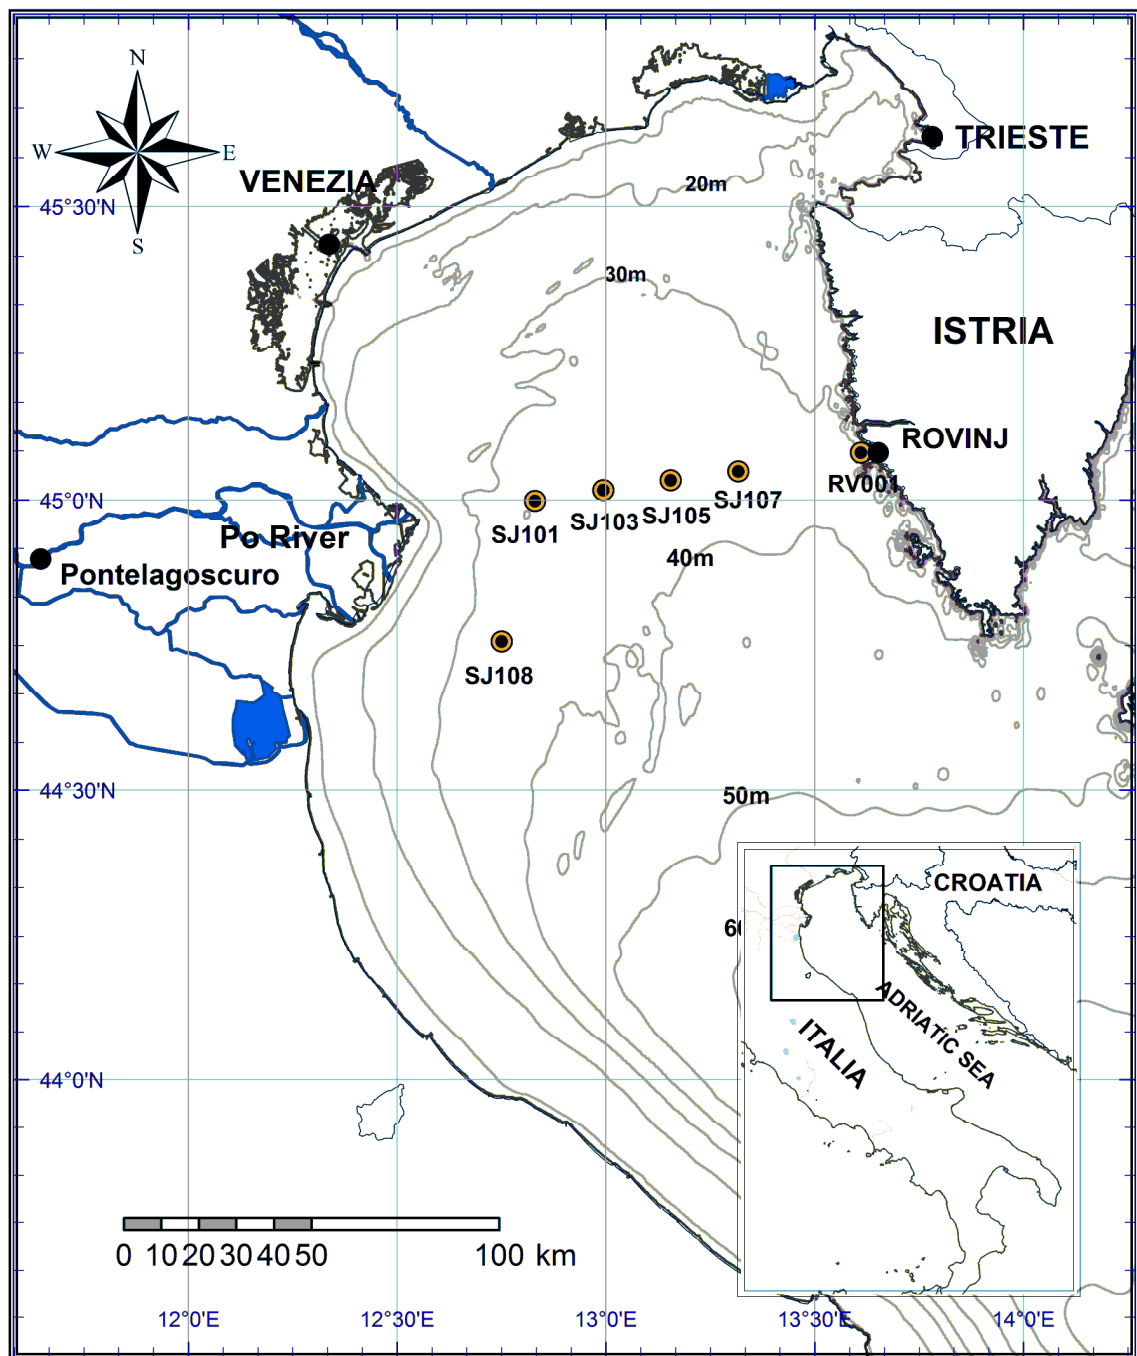 N
W
E
S
TRIESTE
VENEZIA
20m
45°30'N
30m
ISTRIA
ROVINJ
RV001
SJ107
SJ105
SJ103
SJ101
45°0'N
Po River
40m
Pontelagoscuro
SJ108
44°30'N
50m
CROATIA
ADRIATIC SEA
ITALIA
44°0'N
0 10 20 30 40 50 100 km
12°0'E 12°30'E 13°0'E 13°30'E 14°0'E